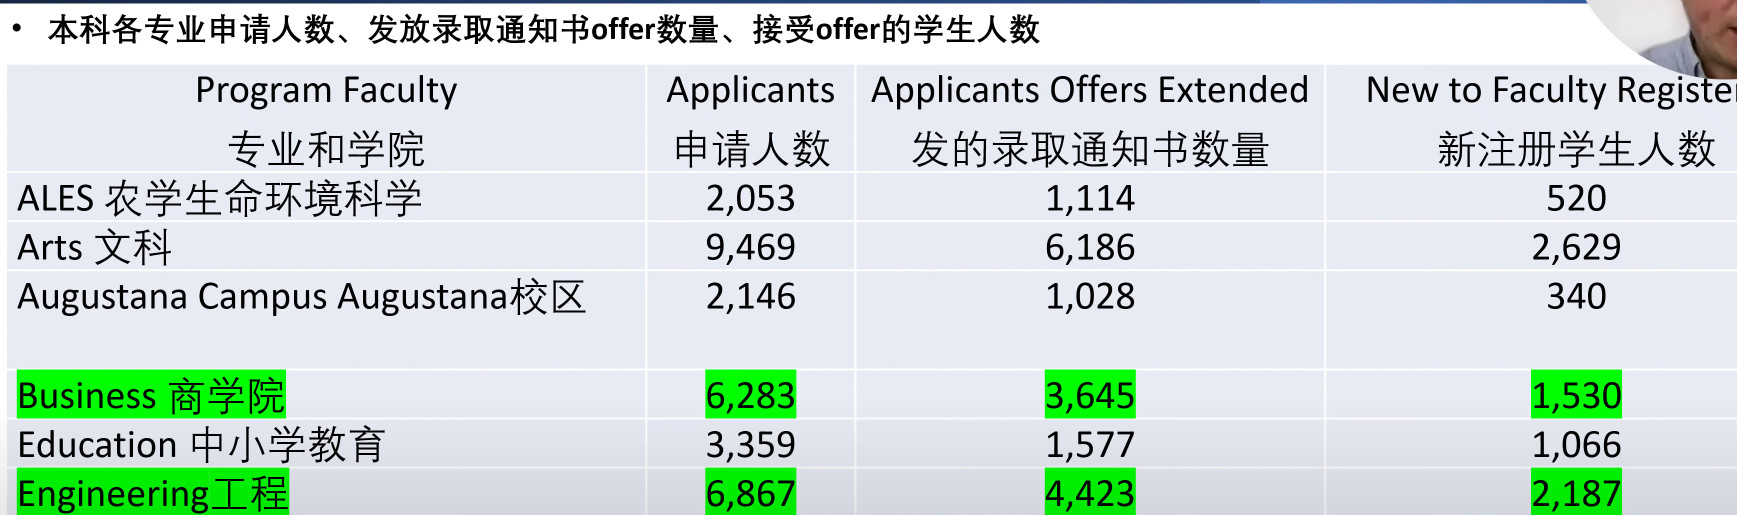 • 本科各专业申请人数、发放录取通知书offer数量、接受offer的学生人数
Program Faculty Applicants Applicants Offers Extended New to Faculty
专业和学院 申请人数 发的录取通知书数量 新注册学生人数
ALES 农学生命环境科学 2,053 1,114 520
Arts 文科 9,469 6,186 2,629
Augustana Campus Augustana校区 2,146 1,028 340
Business 商学院 6,283 3,645 1,530
Education 中小学教育 3,359 1,577 1,066
Engineering工程 6,867 4,423 2,187